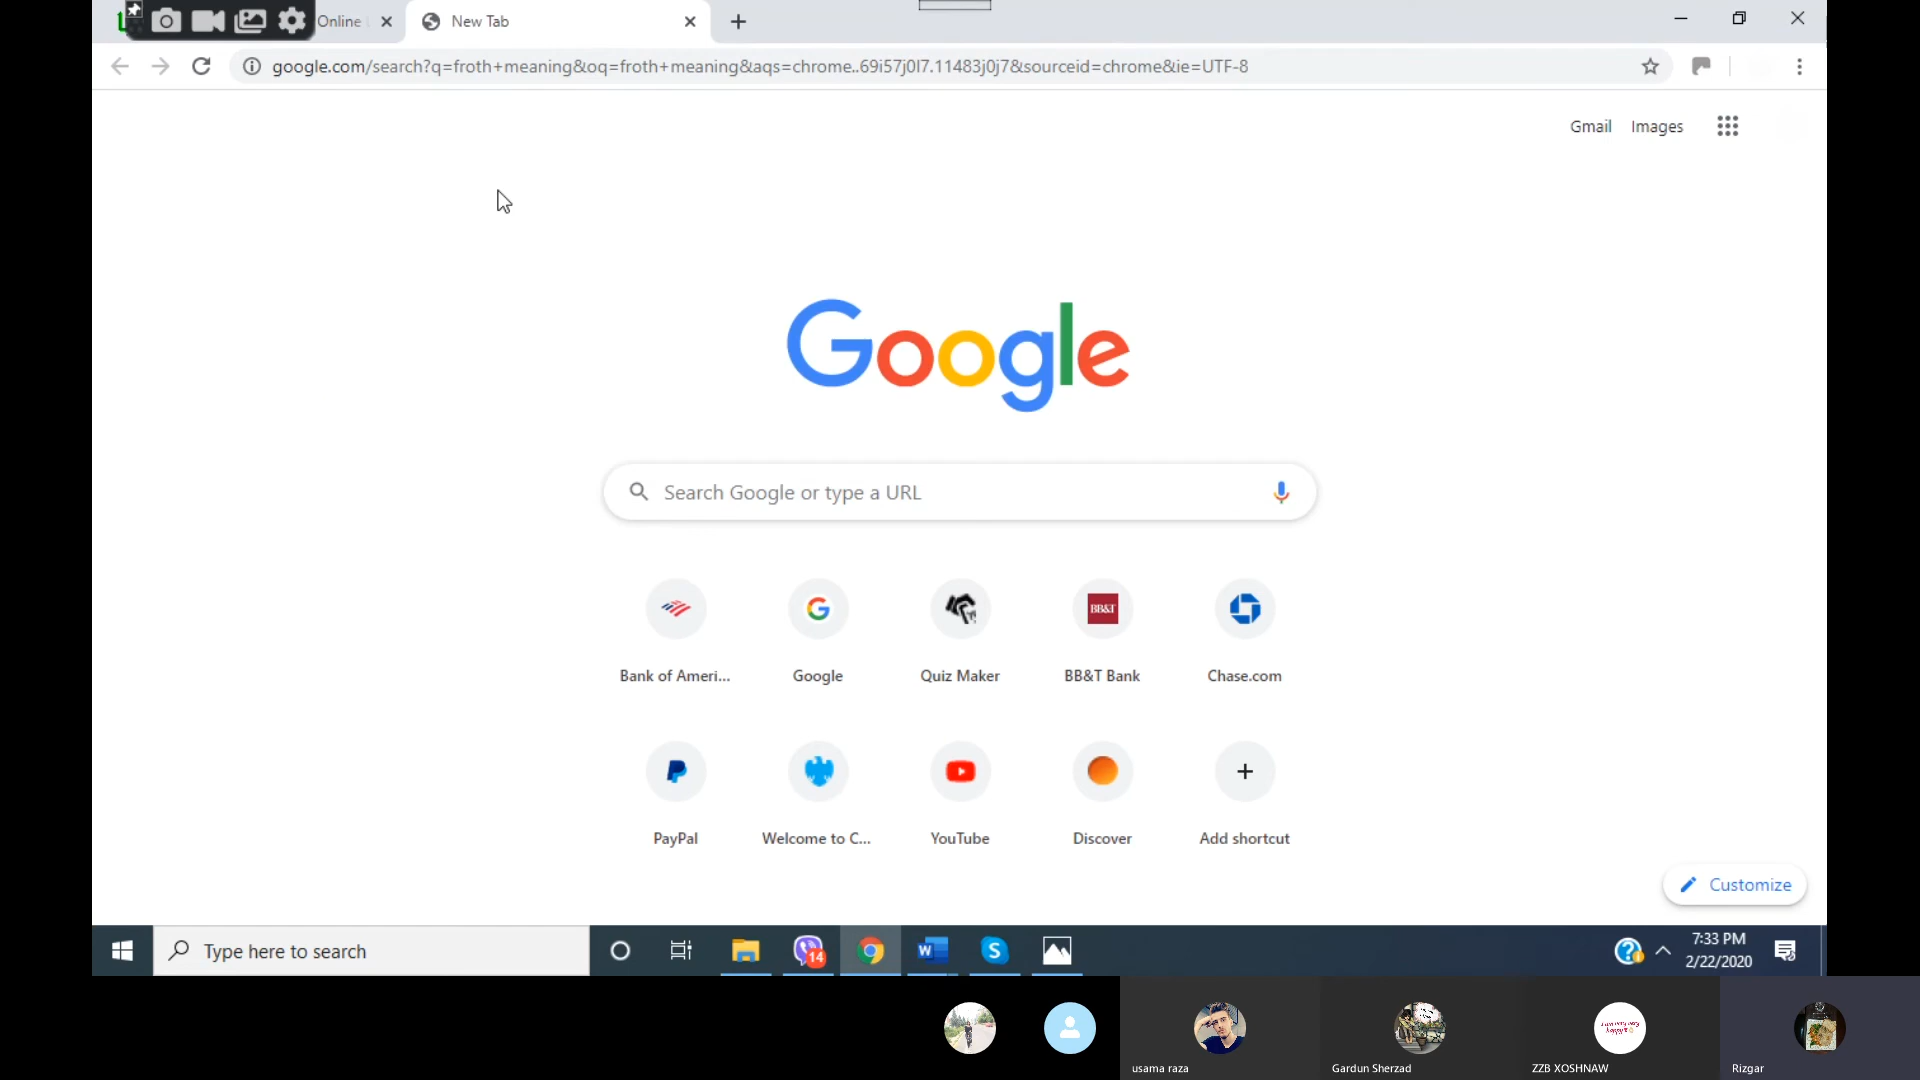 Online
New Tab
google.com/search?q=froth+meaning&oq=froth+meaning&aqs=chrome..69i57j0l7.11483j0j7&sourceid=chrome&ie=UTF-8
Gmail Images
Google
Search Google or type a URL
BB&T
Bank of Ameri... Google Quiz Maker BB&T Bank Chase.com
PayPal Welcome to C... YouTube Discover Add shortcut
Customize
Type here to search
14
7:33 PM
2/22/2020
usama raza Gardun Sherzad ZZB XOSHNAW Rizgar